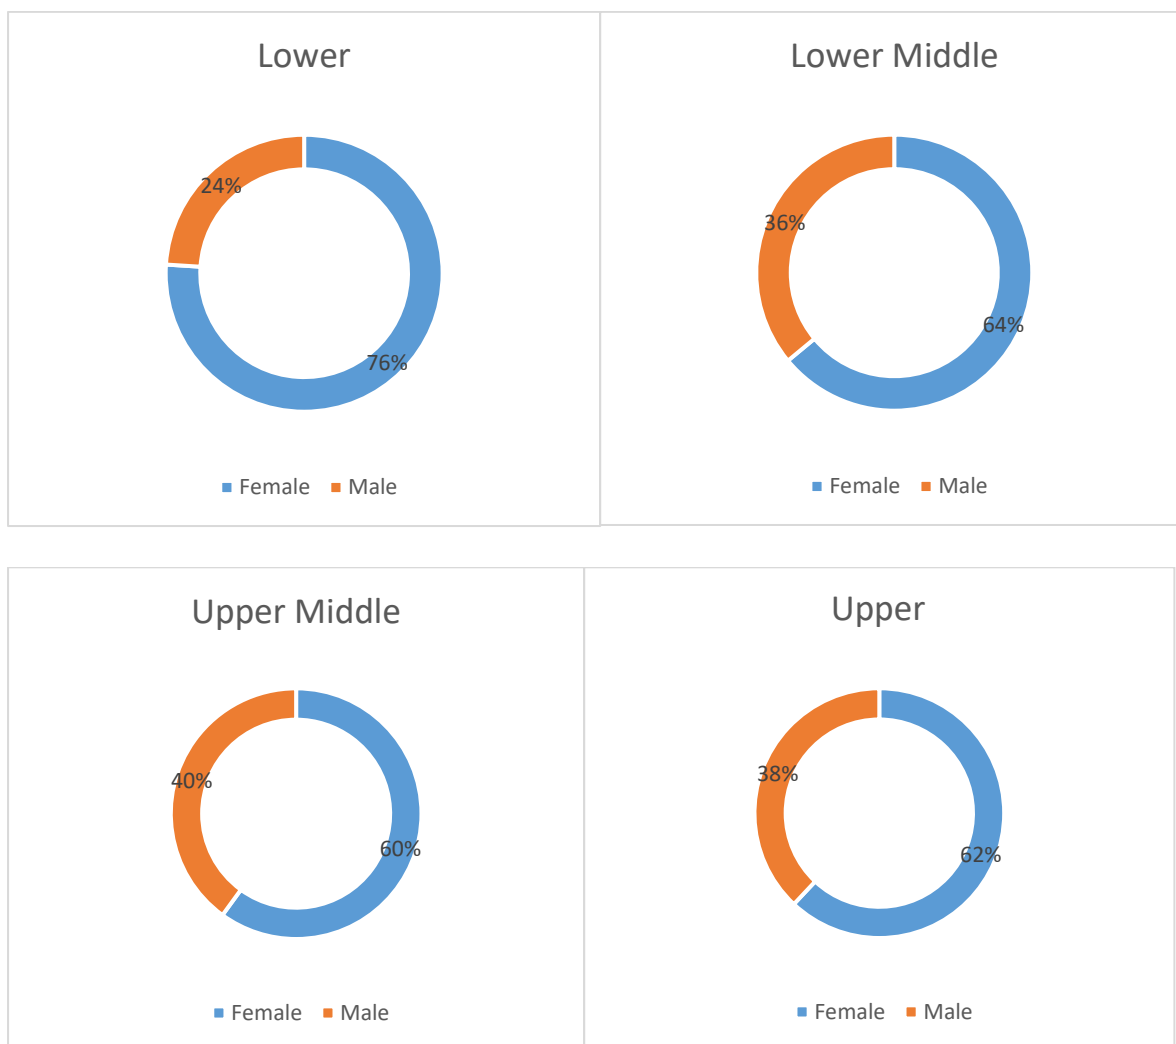 Lower
24%
76%
Female Male
Lower Middle
36%
64%
Female Male
Upper Middle
40%
60%
Female Male
Upper
38%
62%
Female Male